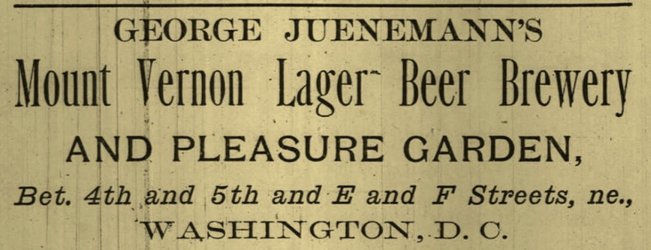 GEORGE JUENEMANN'S
Mount Vernon Lager Beer Brewery
AND PLEASURE GARDEN,
Bet. 4th and 5th and E and F Streets, ne.,
WASHINGTON, D. C.